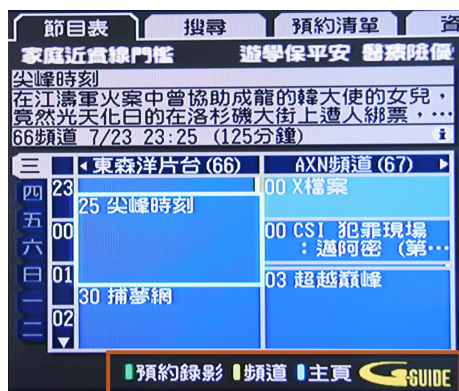 節目表 搜尋 預約清單 資
家庭近貧線門檻 遊學保平安 醫療險價
尖峰時刻
在江濤軍火案中曾協助成龍的韓大使的女兒，
竟然光天化日的在洛杉磯大街上遭人綁票，…
66頻道 7/23 23:25 (125分鐘) i
三 ◂東森洋片台(66) AXN頻道(67) ▸
四 23 00 X檔案
25 尖峰時刻
五 00 00 CSI 犯罪現場
六 ：邁阿密 (第…
日 01 03 超越巔峰
一 30 捕夢網
二 02
▼
預約錄影 頻道 主頁 G-GUIDE